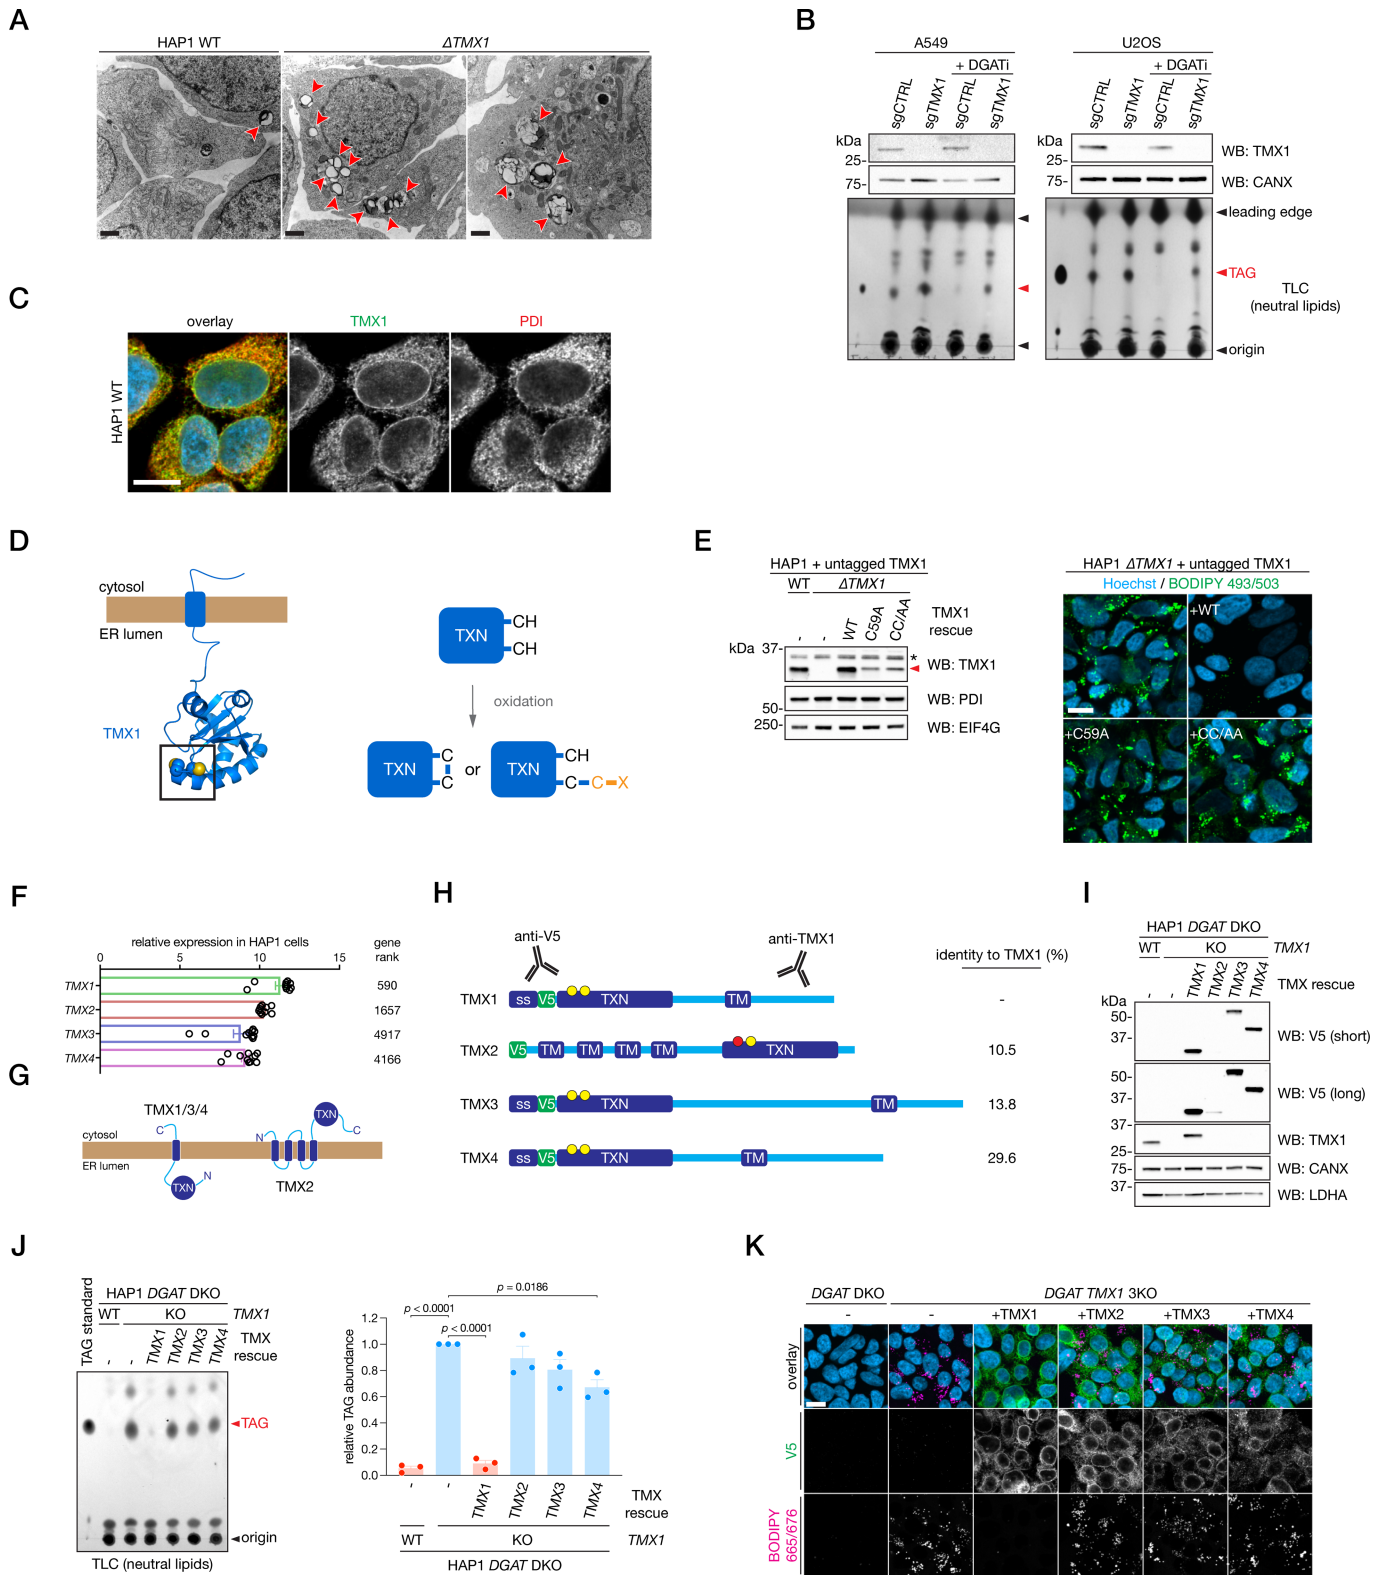 A
HAP1 WT
ΔTMX1
B
A549
U2OS
+ DGATi
+ DGATi
sgCTRL
sgTMX1
sgCTRL
sgTMX1
sgCTRL
sgTMX1
sgCTRL
sgTMX1
kDa
25-
75-
kDa
25-
75-
WB: TMX1
WB: CANX
leading edge
TAG
TLC
(neutral lipids)
origin
C
overlay
TMX1
PDI
HAP1 WT
D
cytosol
ER lumen
TMX1
TXN
CH
CH
oxidation
TXN
C
C
or
TXN
CH
C
C
X
E
HAP1 + untagged TMX1
WT
ΔTMX1
-
-
WT
C59A
CC/AA
TMX1
rescue
kDa
37-
*
WB: TMX1
50-
WB: PDI
250-
WB: EIF4G
HAP1 ΔTMX1 + untagged TMX1
Hoechst / BODIPY 493/503
-
+WT
+C59A
+CC/AA
F
relative expression in HAP1 cells
gene
rank
0
5
10
15
TMX1
590
TMX2
1657
TMX3
4917
TMX4
4166
G
TMX1/3/4
C
TXN
N
cytosol
ER lumen
N
TXN
C
TMX2
H
anti-V5
anti-TMX1
identity to TMX1 (%)
TMX1
ss
V5
TXN
TM
-
TMX2
V5
TM
TM
TM
TM
TXN
10.5
TMX3
ss
V5
TXN
TM
13.8
TMX4
ss
V5
TXN
TM
29.6
I
HAP1 DGAT DKO
WT
KO
TMX1
-
-
TMX1
TMX2
TMX3
TMX4
TMX rescue
kDa
50-
37-
WB: V5 (short)
50-
37-
WB: V5 (long)
37-
25-
WB: TMX1
75-
WB: CANX
37-
WB: LDHA
J
TAG standard
HAP1 DGAT DKO
WT
KO
TMX1
-
-
TMX1
TMX2
TMX3
TMX4
TMX
rescue
TAG
origin
TLC (neutral lipids)
p = 0.0186
p < 0.0001
p < 0.0001
relative TAG abundance
1.2
1.0
0.8
0.6
0.4
0.2
0.0
-
-
TMX1
TMX2
TMX3
TMX4
TMX
rescue
WT
KO
TMX1
HAP1 DGAT DKO
K
DGAT DKO
DGAT TMX1 3KO
-
-
+TMX1
+TMX2
+TMX3
+TMX4
overlay
V5
BODIPY
665/676